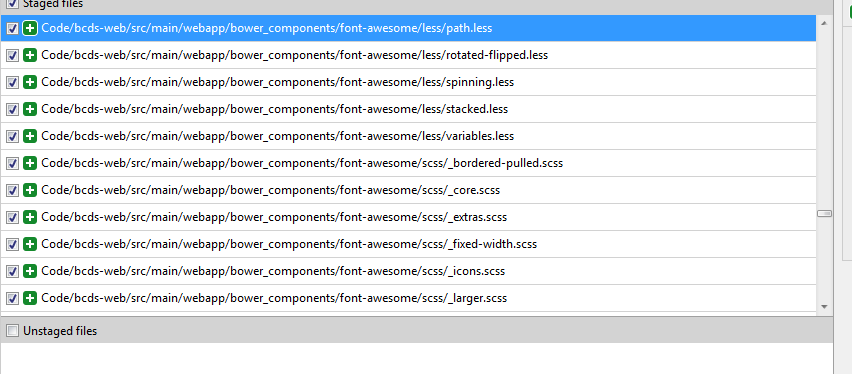 Staged files
Code/bcds-web/src/main/webapp/bower_components/font-awesome/less/path.less
Code/bcds-web/src/main/webapp/bower_components/font-awesome/less/rotated-flipped.less
Code/bcds-web/src/main/webapp/bower_components/font-awesome/less/spinning.less
Code/bcds-web/src/main/webapp/bower_components/font-awesome/less/stacked.less
Code/bcds-web/src/main/webapp/bower_components/font-awesome/less/variables.less
Code/bcds-web/src/main/webapp/bower_components/font-awesome/scss/_bordered-pulled.scss
Code/bcds-web/src/main/webapp/bower_components/font-awesome/scss/_core.scss
Code/bcds-web/src/main/webapp/bower_components/font-awesome/scss/_extras.scss
Code/bcds-web/src/main/webapp/bower_components/font-awesome/scss/_fixed-width.scss
Code/bcds-web/src/main/webapp/bower_components/font-awesome/scss/_icons.scss
Code/bcds-web/src/main/webapp/bower_components/font-awesome/scss/_larger.scss
Unstaged files